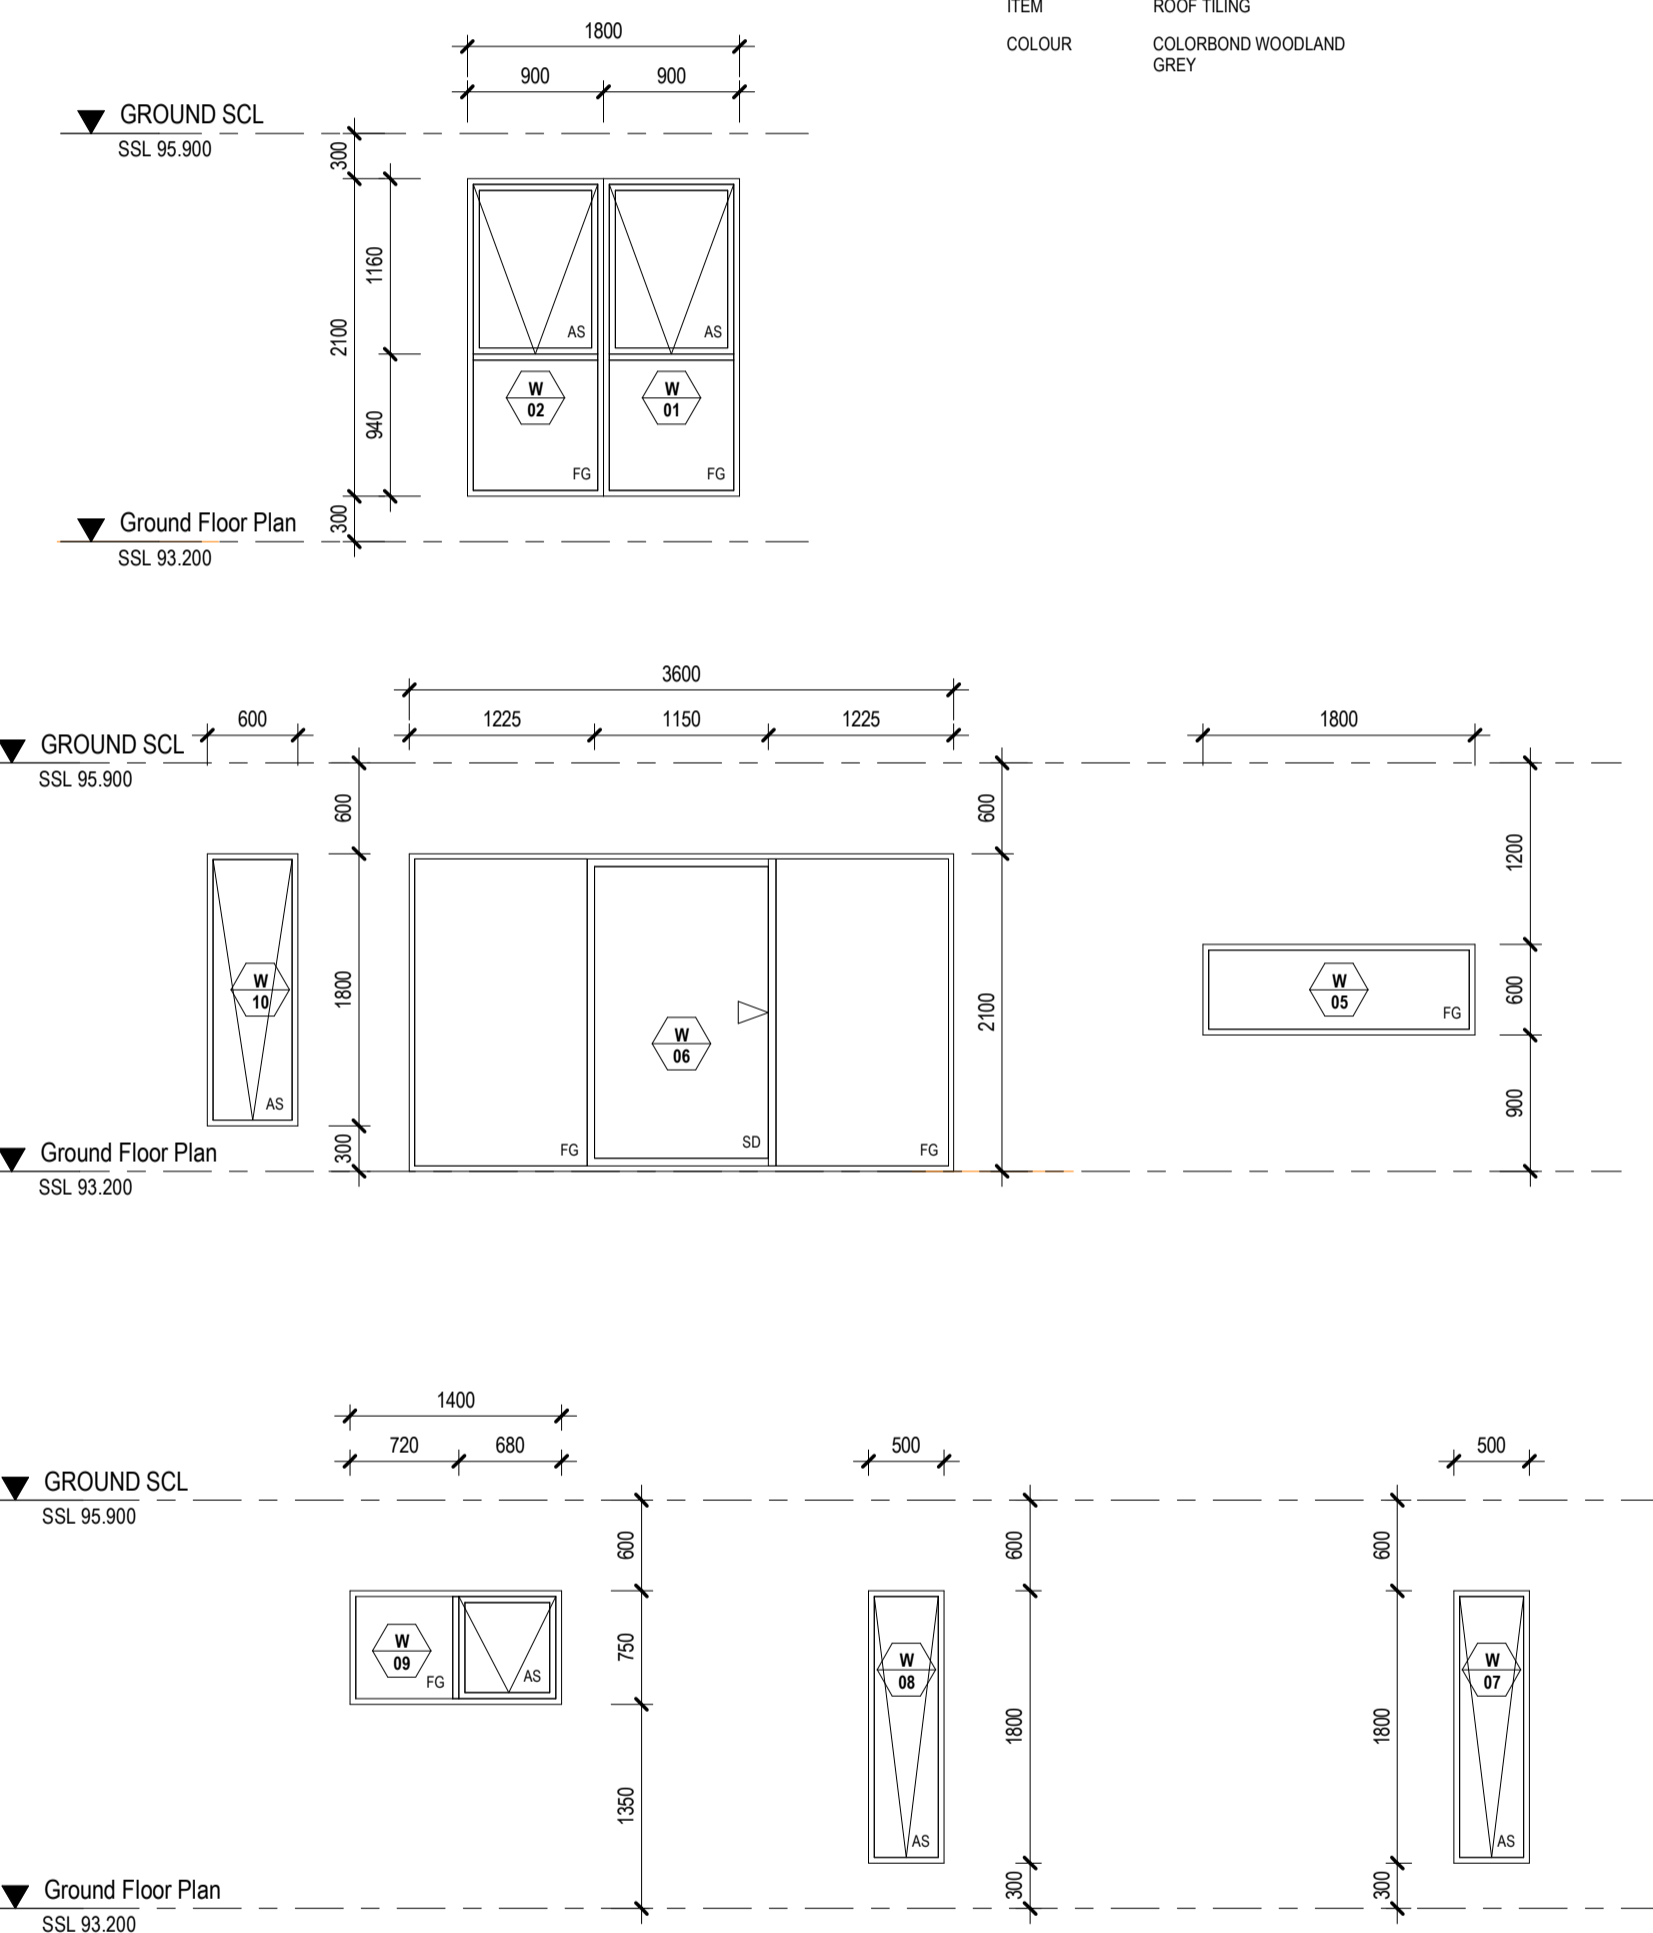 ITEM ROOF TILING
COLOUR COLORBOND WOODLAND
GREY
1800
900 900
GROUND SCL
SSL 95.900
300
1160
2100
940
300
AS AS
W 02
W 01
FG FG
Ground Floor Plan
SSL 93.200
3600
600 1225 1150 1225 1800
GROUND SCL
SSL 95.900
600 600 1200
W 10
1800
AS
300
FG
W 06
SD
FG
2100
W 05
FG
600
900
Ground Floor Plan
SSL 93.200
1400
720 680 500 500
GROUND SCL
SSL 95.900
600 600 600
W 09
FG
AS
750
1350
W 08
AS
1800
300
W 07
AS
1800
300
Ground Floor Plan
SSL 93.200